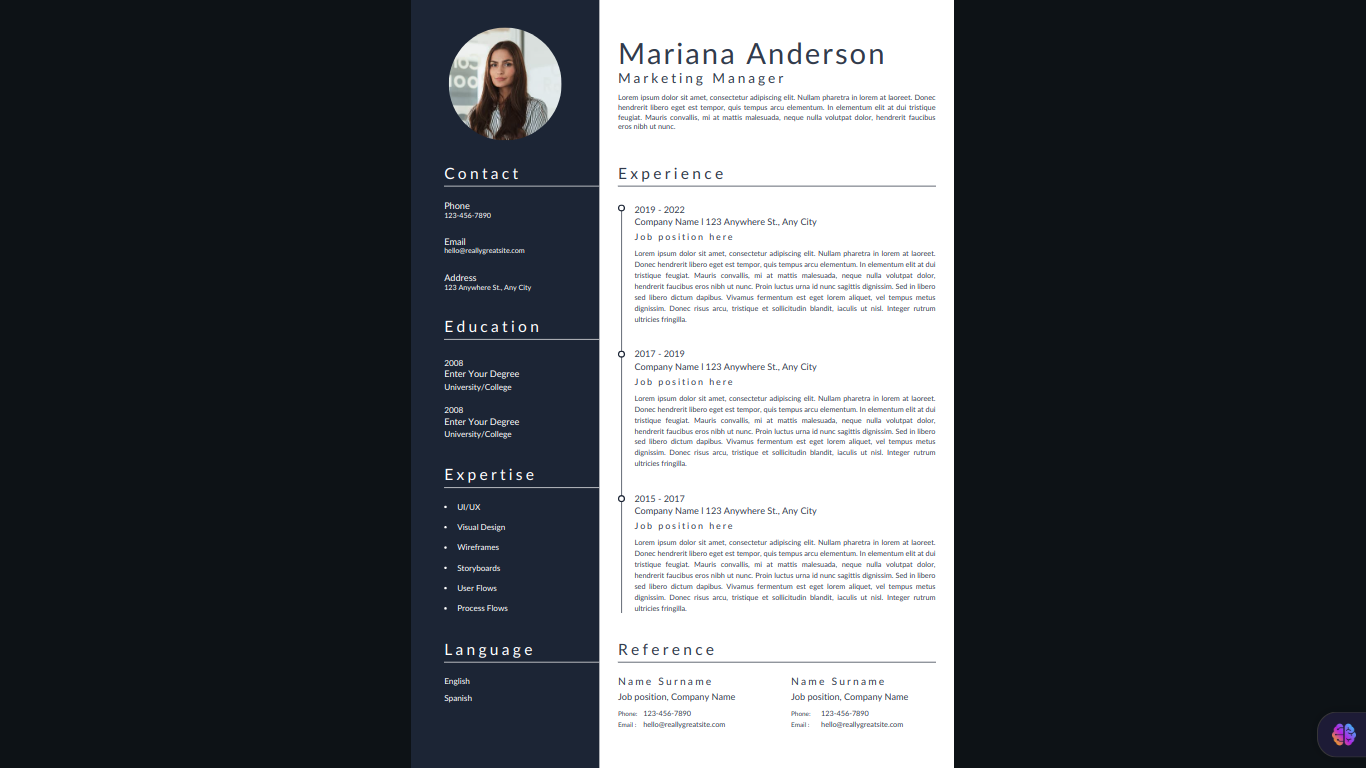 Mariana Anderson
Marketing Manager
Lorem ipsum dolor sit amet, consectetur adipiscing elit. Nullam pharetra in lorem at laoreet. Donec
hendrerit libero eget est tempor, quis tempus arcu elementum. In elementum elit at dui tristique
feugiat. Mauris convallis, mi at mattis malesuada, neque nulla volutpat dolor, hendrerit faucibus
eros nibh ut nunc.
Contact
Phone
123-456-7890
Email
hello@reallygreatsite.com
Address
123 Anywhere St., Any City
Education
2008
Enter Your Degree
University/College
2008
Enter Your Degree
University/College
Expertise
• UI/UX
• Visual Design
• Wireframes
• Storyboards
• User Flows
• Process Flows
Language
English
Spanish
Experience
2019 - 2022
Company Name l 123 Anywhere St., Any City
Job position here
Lorem ipsum dolor sit amet, consectetur adipiscing elit. Nullam pharetra in lorem at laoreet.
Donec hendrerit libero eget est tempor, quis tempus arcu elementum. In elementum elit at dui
tristique feugiat. Mauris convallis, mi at mattis malesuada, neque nulla volutpat dolor,
hendrerit faucibus eros nibh ut nunc. Proin luctus urna id nunc sagittis dignissim. Sed in libero
sed libero dictum dapibus. Vivamus fermentum est eget lorem aliquet, vel tempus metus
dignissim. Donec risus arcu, tristique et sollicitudin blandit, iaculis ut nisl. Integer rutrum
ultricies fringilla.
2017 - 2019
Company Name l 123 Anywhere St., Any City
Job position here
Lorem ipsum dolor sit amet, consectetur adipiscing elit. Nullam pharetra in lorem at laoreet.
Donec hendrerit libero eget est tempor, quis tempus arcu elementum. In elementum elit at dui
tristique feugiat. Mauris convallis, mi at mattis malesuada, neque nulla volutpat dolor,
hendrerit faucibus eros nibh ut nunc. Proin luctus urna id nunc sagittis dignissim. Sed in libero
sed libero dictum dapibus. Vivamus fermentum est eget lorem aliquet, vel tempus metus
dignissim. Donec risus arcu, tristique et sollicitudin blandit, iaculis ut nisl. Integer rutrum
ultricies fringilla.
2015 - 2017
Company Name l 123 Anywhere St., Any City
Job position here
Lorem ipsum dolor sit amet, consectetur adipiscing elit. Nullam pharetra in lorem at laoreet.
Donec hendrerit libero eget est tempor, quis tempus arcu elementum. In elementum elit at dui
tristique feugiat. Mauris convallis, mi at mattis malesuada, neque nulla volutpat dolor,
hendrerit faucibus eros nibh ut nunc. Proin luctus urna id nunc sagittis dignissim. Sed in libero
sed libero dictum dapibus. Vivamus fermentum est eget lorem aliquet, vel tempus metus
dignissim. Donec risus arcu, tristique et sollicitudin blandit, iaculis ut nisl. Integer rutrum
ultricies fringilla.
Reference
Name Surname
Job position, Company Name
Phone: 123-456-7890
Email : hello@reallygreatsite.com
Name Surname
Job position, Company Name
Phone: 123-456-7890
Email : hello@reallygreatsite.com